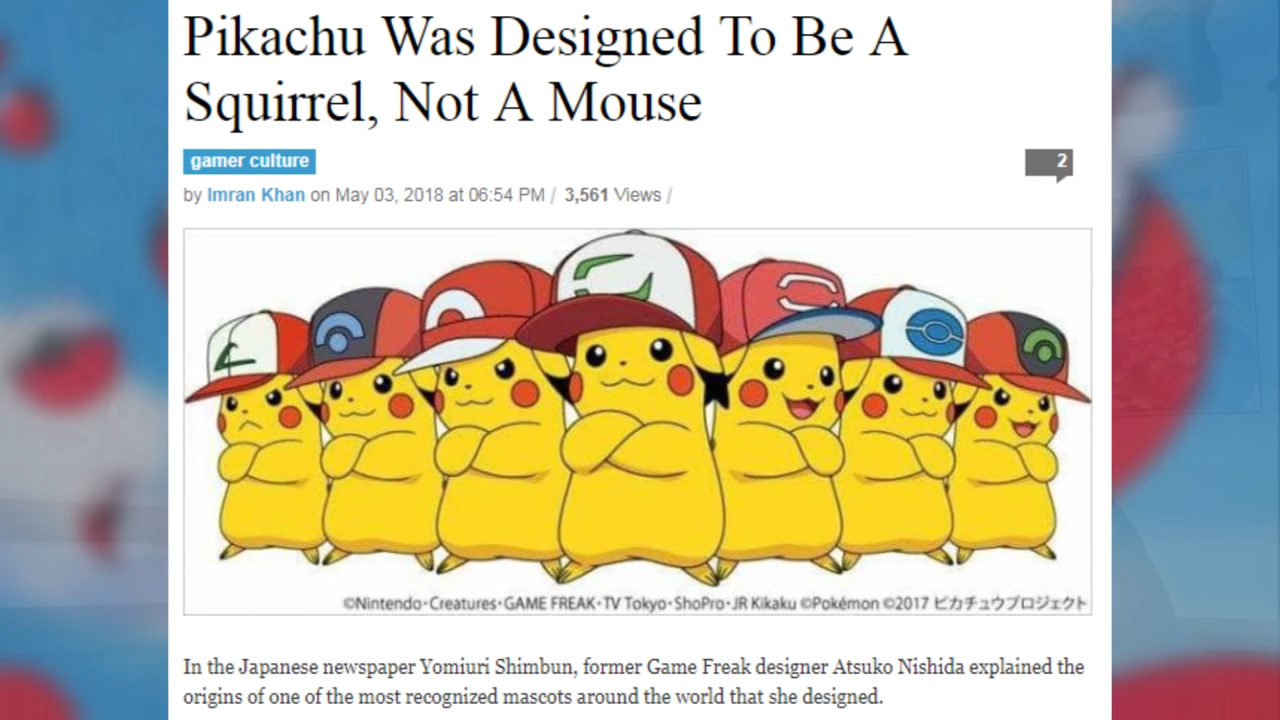 Pikachu Was Designed To Be A
Squirrel, Not A Mouse
gamer culture
2
by Imran Khan on May 03, 2018 at 06:54 PM / 3,561 Views /
©Nintendo・Creatures・GAME FREAK・TV Tokyo・ShoPro・JR Kikaku ©Pokémon ©2017 ピカチュウプロジェクト
In the Japanese newspaper Yomiuri Shimbun, former Game Freak designer Atsuko Nishida explained the
origins of one of the most recognized mascots around the world that she designed.